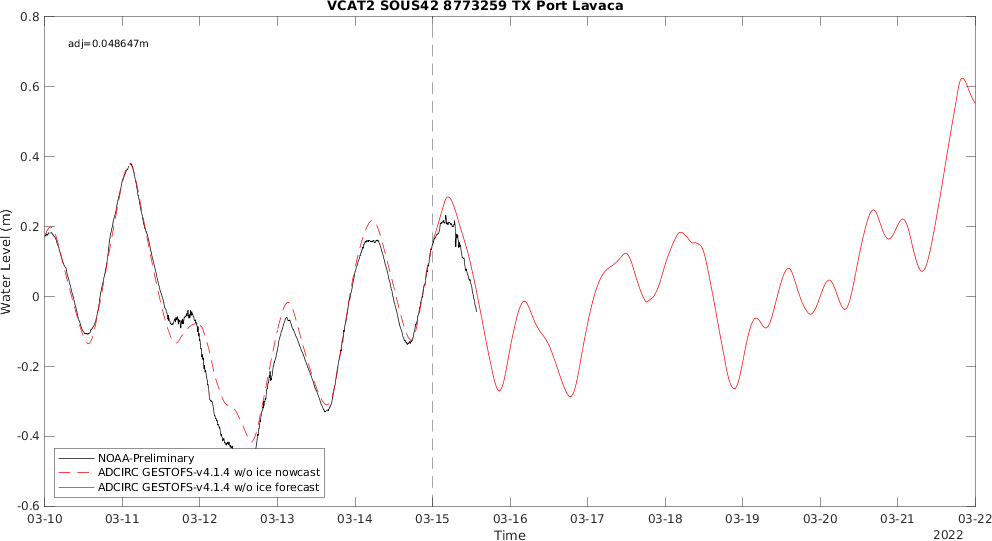 VCAT2 SOUS42 8773259 TX Port Lavaca
adj=0.048647m
Water Level (m)
0.8
0.6
0.4
0.2
0
-0.2
-0.4
-0.6
NOAA-Preliminary
ADCIRC GESTOFS-v4.1.4 w/o ice nowcast
ADCIRC GESTOFS-v4.1.4 w/o ice forecast
03-10 03-11 03-12 03-13 03-14 03-15 03-16 03-17 03-18 03-19 03-20 03-21 03-22
Time
2022